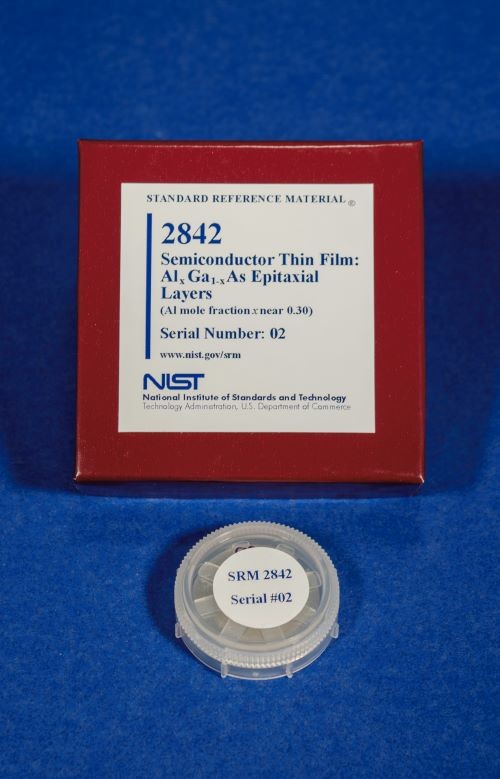 STANDARD REFERENCE MATERIAL ®
2842
Semiconductor Thin Film:
AlₓGa₁₋ₓAs Epitaxial
Layers
(Al mole fraction x near 0.30)
Serial Number: 02
www.nist.gov/srm
NIST
National Institute of Standards and Technology
Technology Administration, U.S. Department of Commerce
SRM 2842
Serial #02